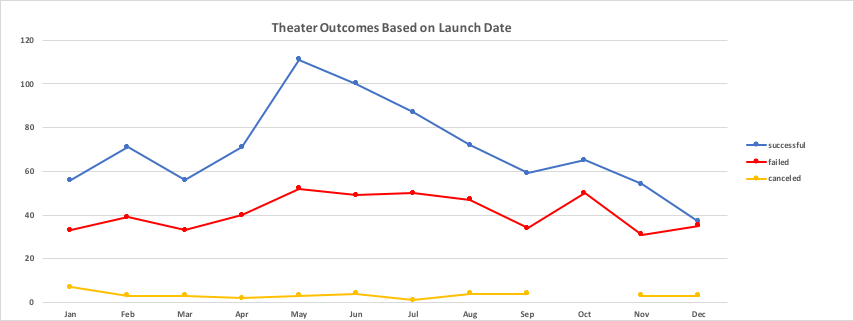 Theater Outcomes Based on Launch Date
120
100
80
60
40
20
0
Jan Feb Mar Apr May Jun Jul Aug Sep Oct Nov Dec
successful
failed
canceled